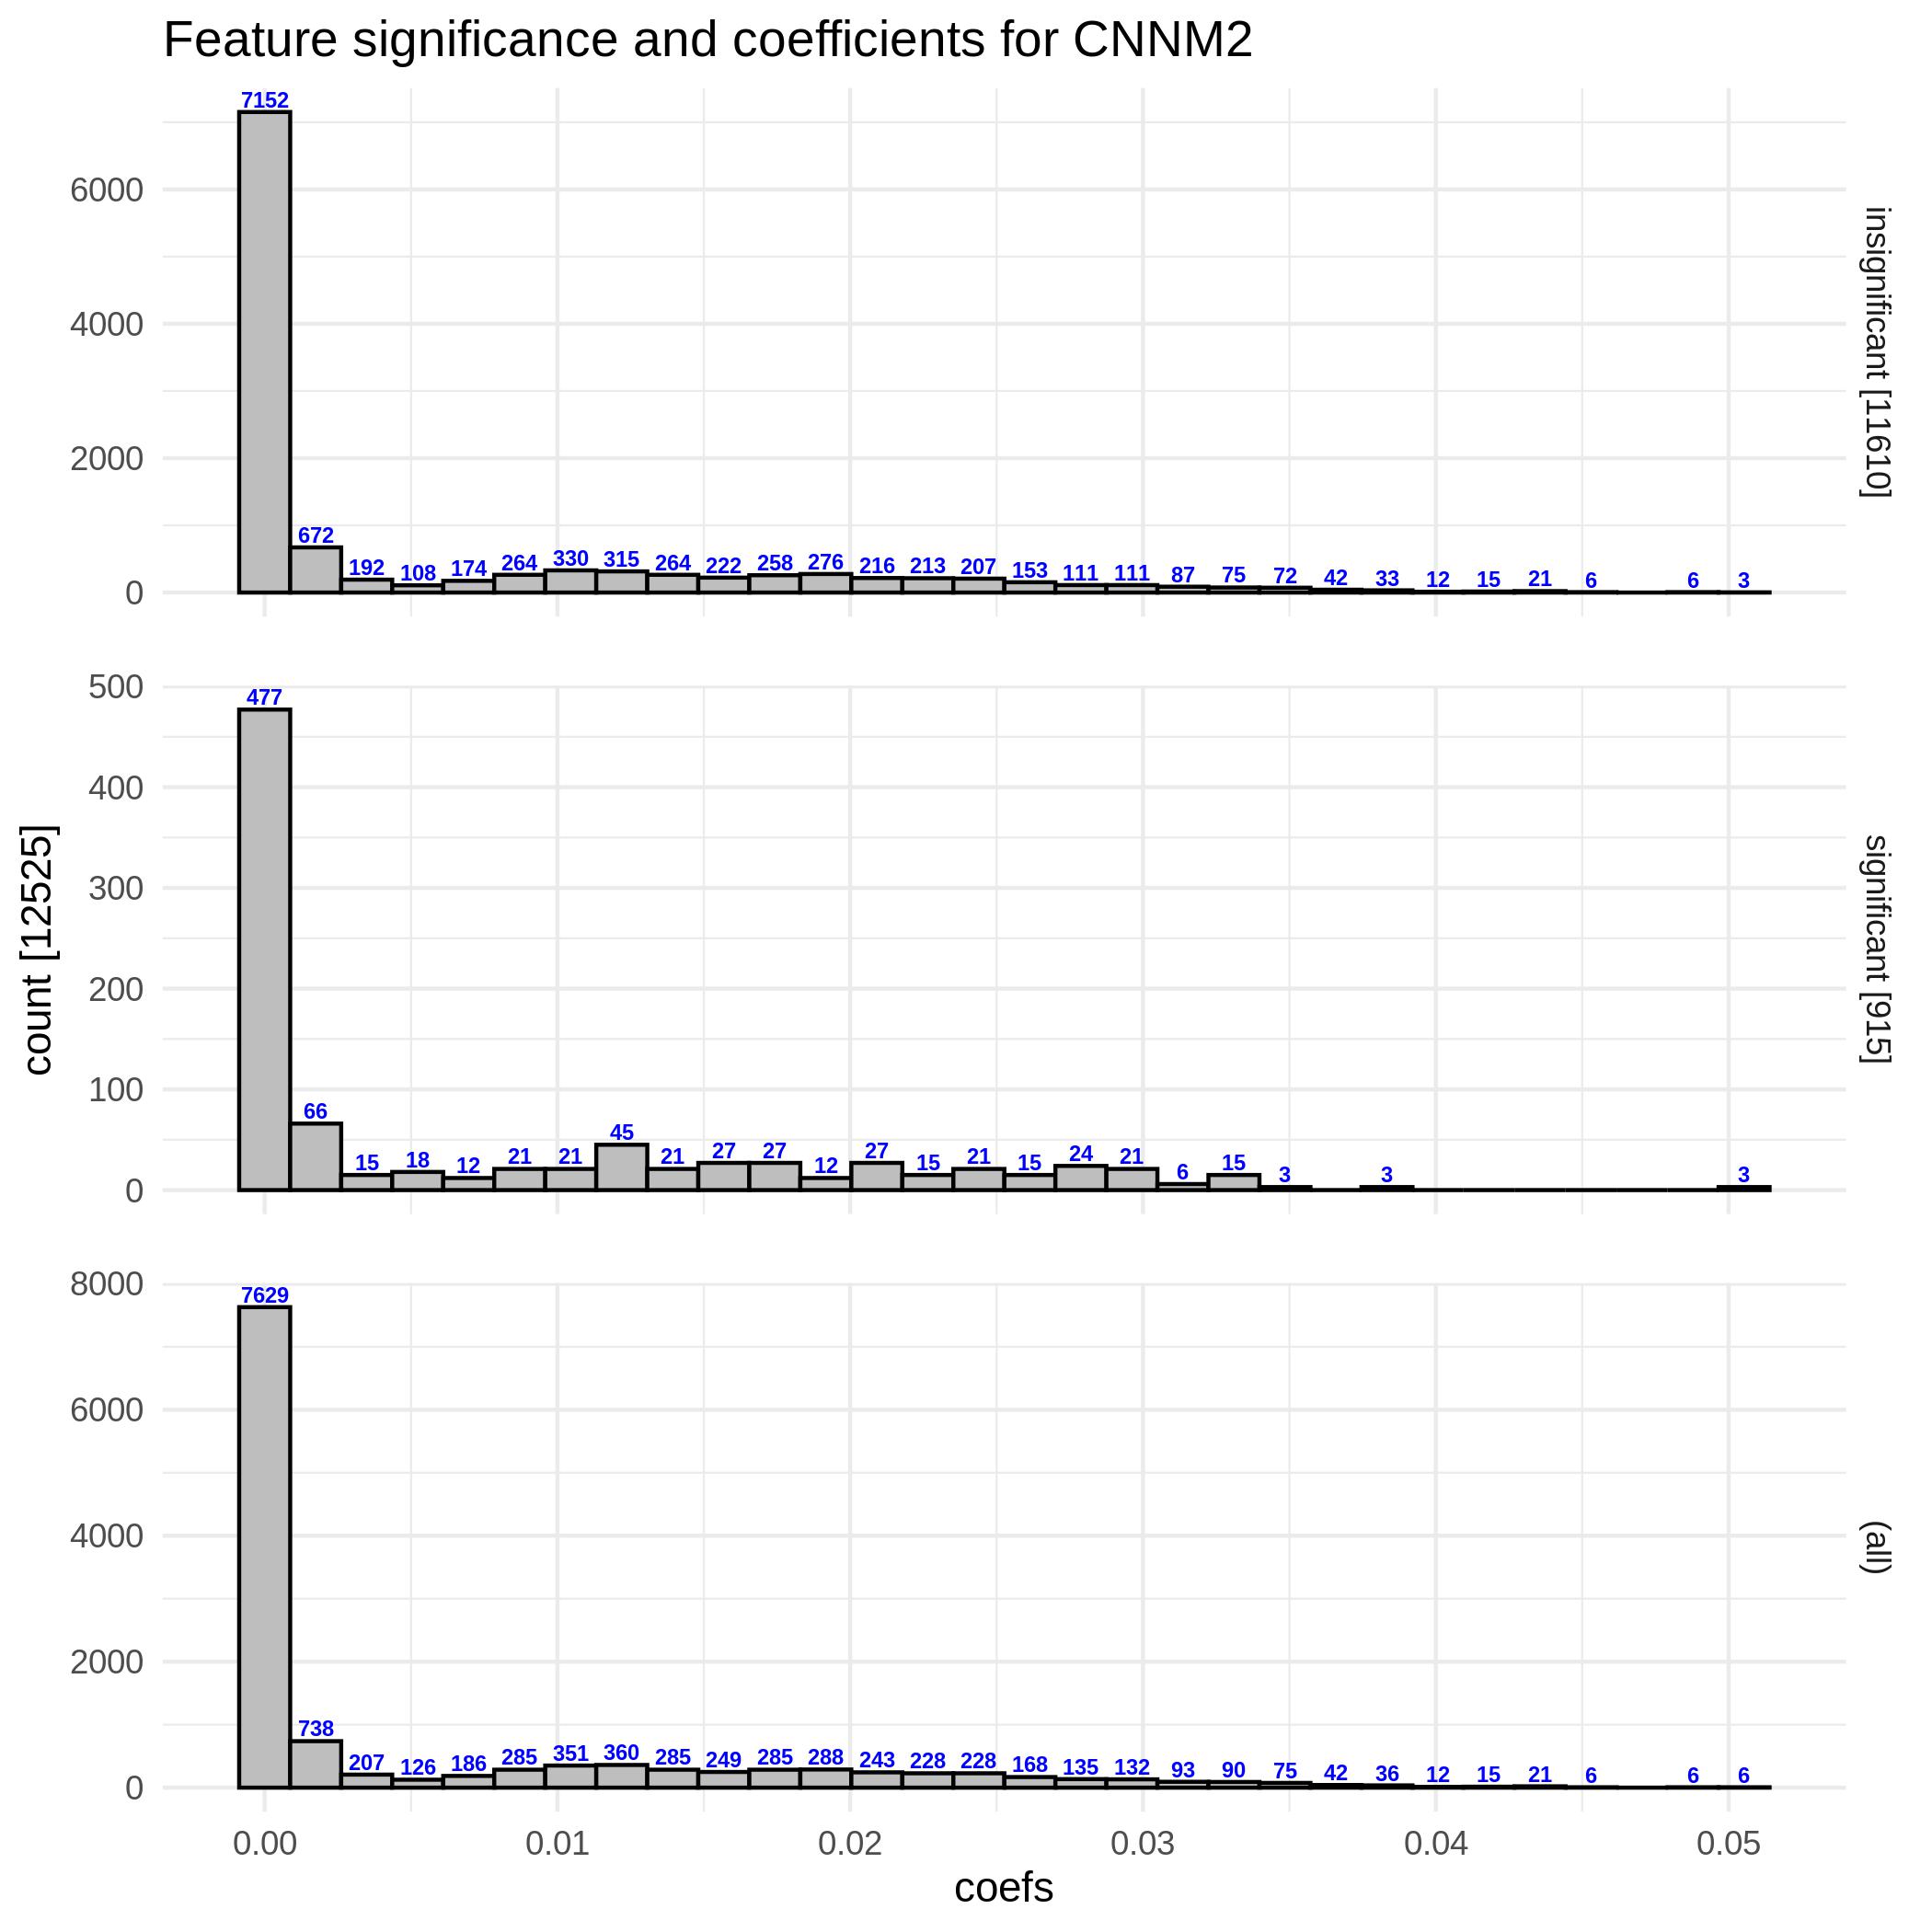 Feature significance and coefficients for CNNM2
count [12525]
6000
4000
2000
0
7152
672 192 108 174 264 330 315 264 222 258 276 216 213 207 153 111 111 87 75 72 42 33 12 15 21 6 6 3
insignificant [11610]
500
400
300
200
100
0
477
66 15 18 12 21 21 45 21 27 27 12 27 15 21 15 24 21 6 15 3 3 3
significant [915]
8000
6000
4000
2000
0
7629
738 207 126 186 285 351 360 285 249 285 288 243 228 228 168 135 132 93 90 75 42 36 12 15 21 6 6 6
(all)
0.00 0.01 0.02 0.03 0.04 0.05
coefs